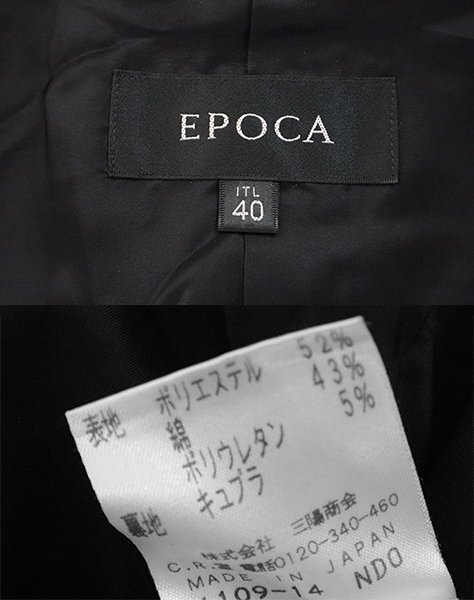 EPOCA
ITL
40
表地 ポリエステル 52%
綿 43%
ポリウレタン 5%
裏地 キュプラ
株式会社 三陽商会
C.R.室 電話0120-340-460
MADE IN JAPAN
109-14 ND0